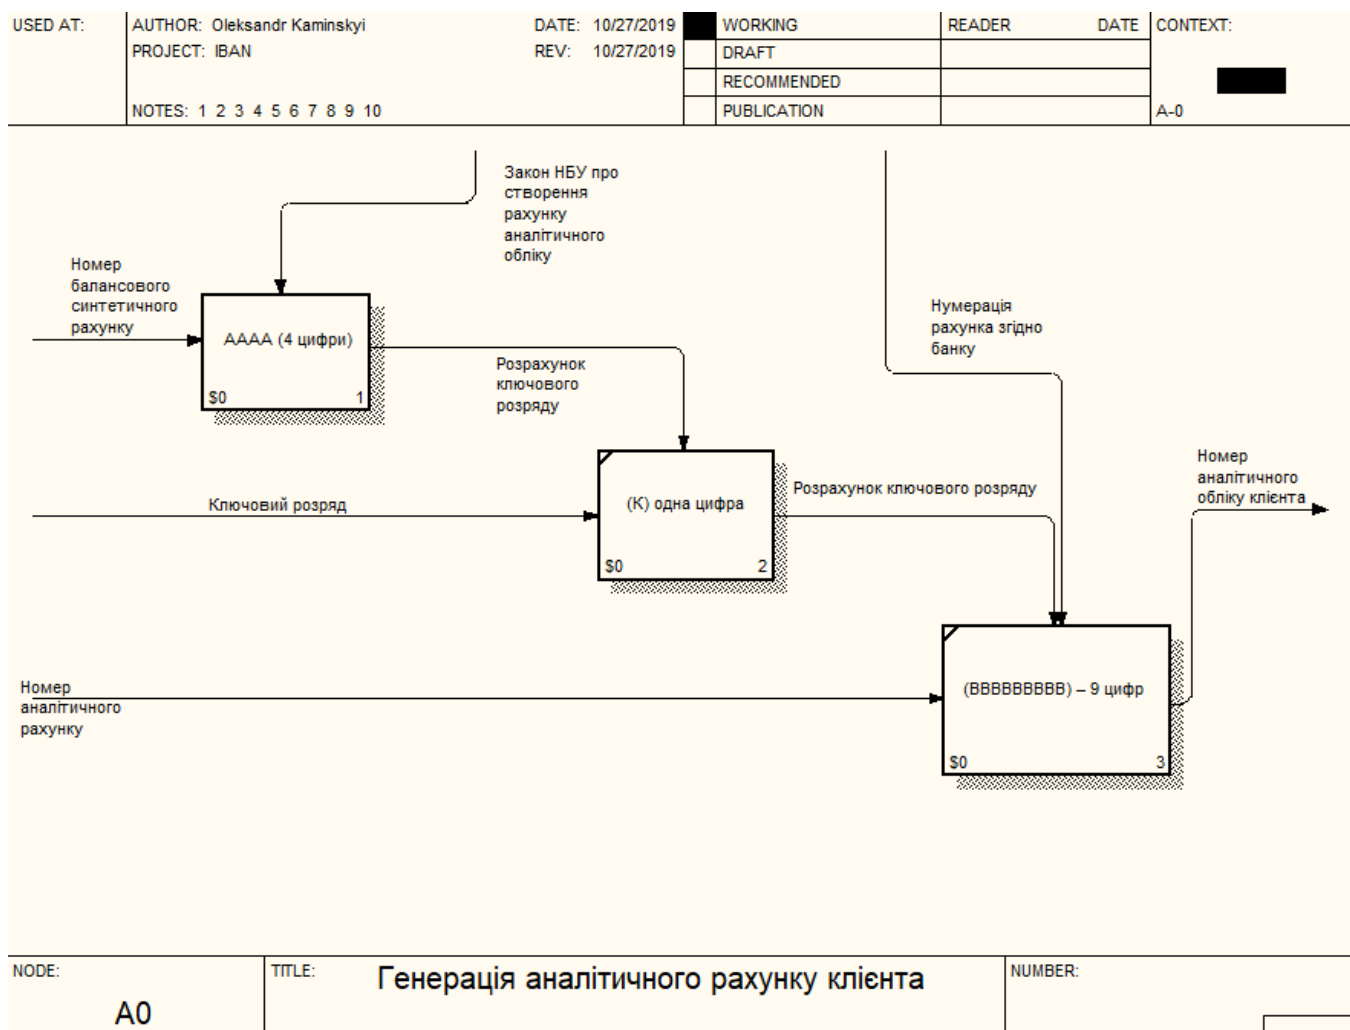 USED AT:
AUTHOR: Oleksandr Kaminskyi
DATE: 10/27/2019
WORKING
READER
DATE
CONTEXT:
PROJECT: IBAN
REV: 10/27/2019
DRAFT
RECOMMENDED
NOTES: 1 2 3 4 5 6 7 8 9 10
PUBLICATION
A-0
Закон НБУ про
створення
рахунку
аналітичного
обліку
Номер
балансового
синтетичного
рахунку
АААА (4 цифри)
$0
1
Нумерація
рахунка згідно
банку
Розрахунок
ключового
розряду
Ключовий розряд
(К) одна цифра
$0
2
Розрахунок ключового розряду
Номер
аналітичного
обліку клієнта
Номер
аналітичного
рахунку
(ВВВВВВВВВ) – 9 цифр
$0
3
NODE:
A0
TITLE:
Генерація аналітичного рахунку клієнта
NUMBER: